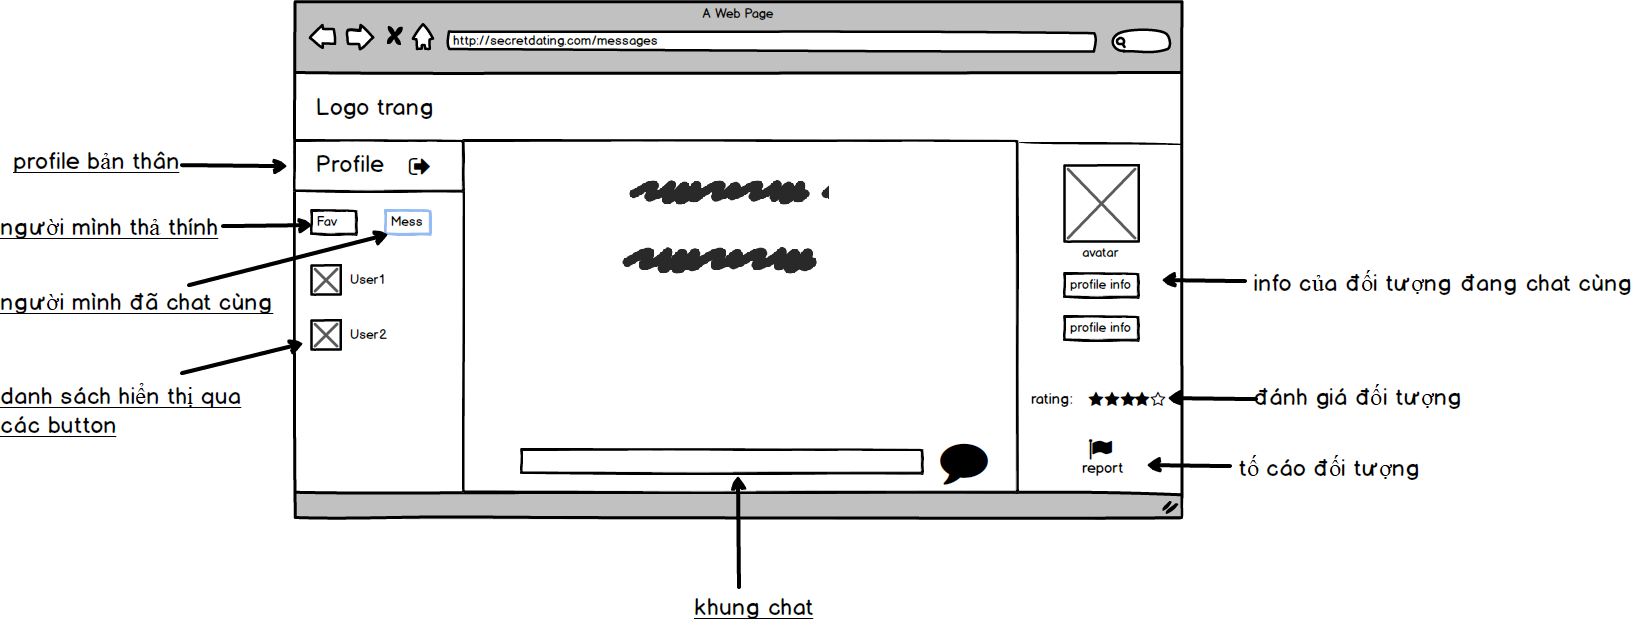 A Web Page
http://secretdating.com/messages
Logo trang
profile bản thân
Profile
người mình thả thính
Fav
Mess
người mình đã chat cùng
User1
User2
danh sách hiển thị qua
các button
avatar
profile info
info của đối tượng đang chat cùng
profile info
rating:
đánh giá đối tượng
report
tố cáo đối tượng
khung chat